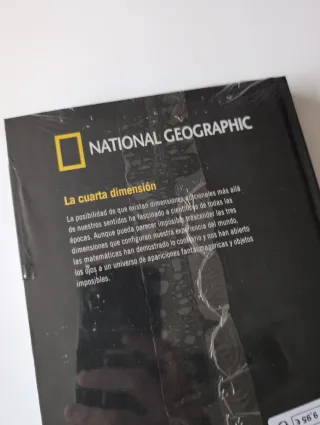 NATIONAL GEOGRAPHIC
La cuarta dimensión
La posibilidad de que existan dimensiones adicionales más allá
de nuestros sentidos ha fascinado a científicos de todas las
épocas. Aunque pueda parecer imposible trascender las tres
dimensiones que configuran nuestra experiencia del mundo,
las matemáticas han demostrado lo contrario y nos han abierto
los ojos a un universo de apariciones fantasmagóricas y objetos
imposibles.
9,95 €